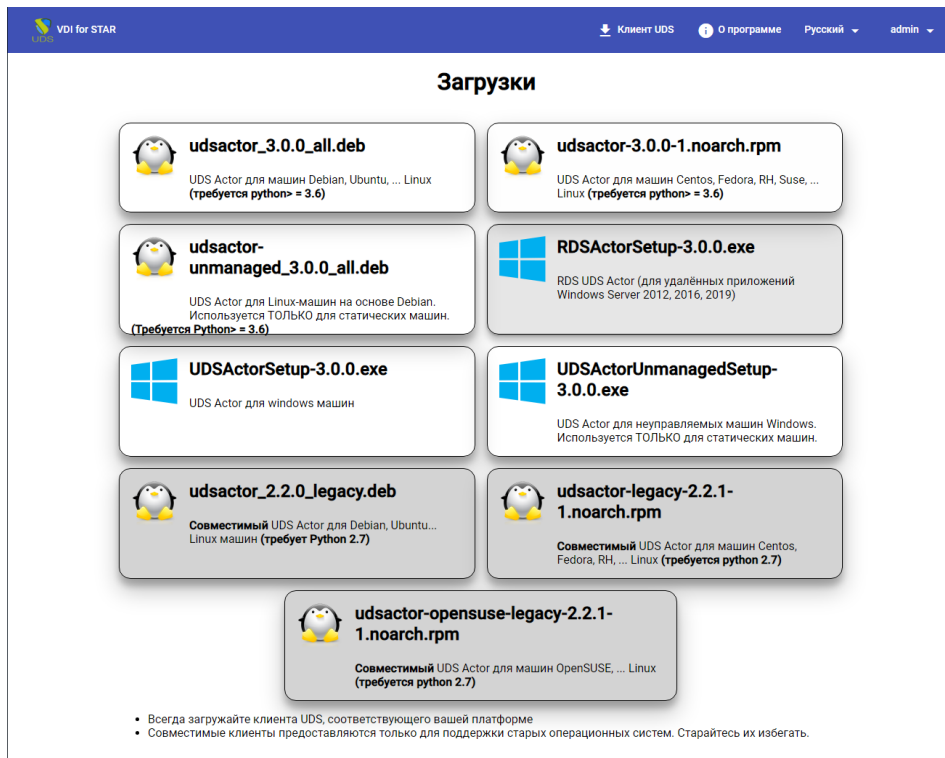 UDS
VDI for STAR
Клиент UDS
О программе
Русский
admin
Загрузки
udsactor_3.0.0_all.deb
UDS Actor для машин Debian, Ubuntu, ... Linux
(требуется python> = 3.6)
udsactor-3.0.0-1.noarch.rpm
UDS Actor для машин Centos, Fedora, RH, Suse, ...
Linux (требуется python> = 3.6)
udsactor-
unmanaged_3.0.0_all.deb
UDS Actor для Linux-машин на основе Debian.
Используется ТОЛЬКО для статических машин.
(Требуется Python> = 3.6)
RDSActorSetup-3.0.0.exe
RDS UDS Actor (для удалённых приложений
Windows Server 2012, 2016, 2019)
UDSActorSetup-3.0.0.exe
UDS Actor для windows машин
UDSActorUnmanagedSetup-
3.0.0.exe
UDS Actor для неуправляемых машин Windows.
Используется ТОЛЬКО для статических машин.
udsactor_2.2.0_legacy.deb
Совместимый UDS Actor для Debian, Ubuntu...
Linux машин (требует Python 2.7)
udsactor-legacy-2.2.1-
1.noarch.rpm
Совместимый UDS Actor для машин Centos,
Fedora, RH, ... Linux (требуется python 2.7)
udsactor-opensuse-legacy-2.2.1-
1.noarch.rpm
Совместимый UDS Actor для машин OpenSUSE, ... Linux
(требуется python 2.7)
• Всегда загружайте клиента UDS, соответствующего вашей платформе
• Совместимые клиенты предоставляются только для поддержки старых операционных систем. Старайтесь их избегать.